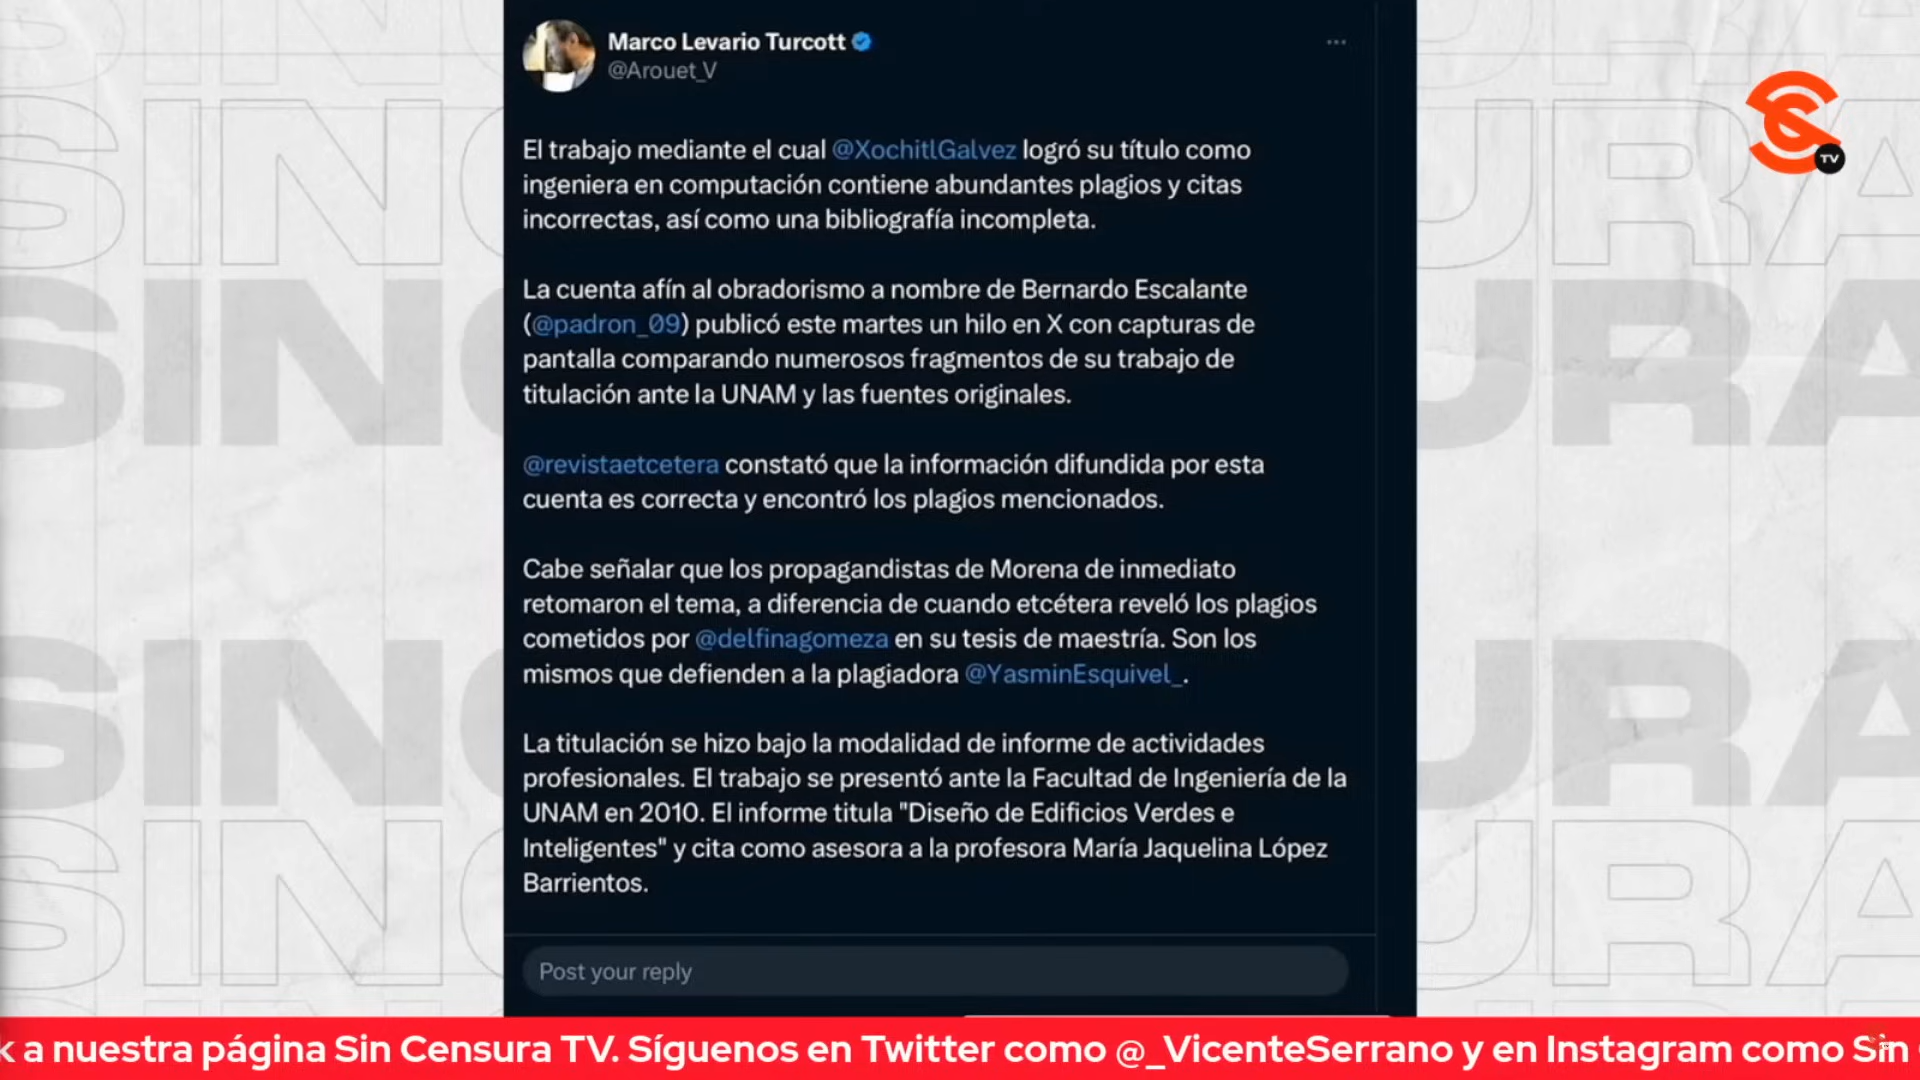 Marco Levario Turcott
@Arouet_V
El trabajo mediante el cual @XochitlGalvez logró su título como
ingeniera en computación contiene abundantes plagios y citas
incorrectas, así como una bibliografía incompleta.
La cuenta afín al obradorismo a nombre de Bernardo Escalante
(@padron_09) publicó este martes un hilo en X con capturas de
pantalla comparando numerosos fragmentos de su trabajo de
titulación ante la UNAM y las fuentes originales.
@revistaetcetera constató que la información difundida por esta
cuenta es correcta y encontró los plagios mencionados.
Cabe señalar que los propagandistas de Morena de inmediato
retomaron el tema, a diferencia de cuando etcétera reveló los plagios
cometidos por @delfinagomeza en su tesis de maestría. Son los
mismos que defienden a la plagiadora @YasminEsquivel_.
La titulación se hizo bajo la modalidad de informe de actividades
profesionales. El trabajo se presentó ante la Facultad de Ingeniería de la
UNAM en 2010. El informe titula "Diseño de Edificios Verdes e
Inteligentes" y cita como asesora a la profesora María Jaquelina López
Barrientos.
Post your reply
TV
k a nuestra página Sin Censura TV. Síguenos en Twitter como @_VicenteSerrano y en Instagram como Sin